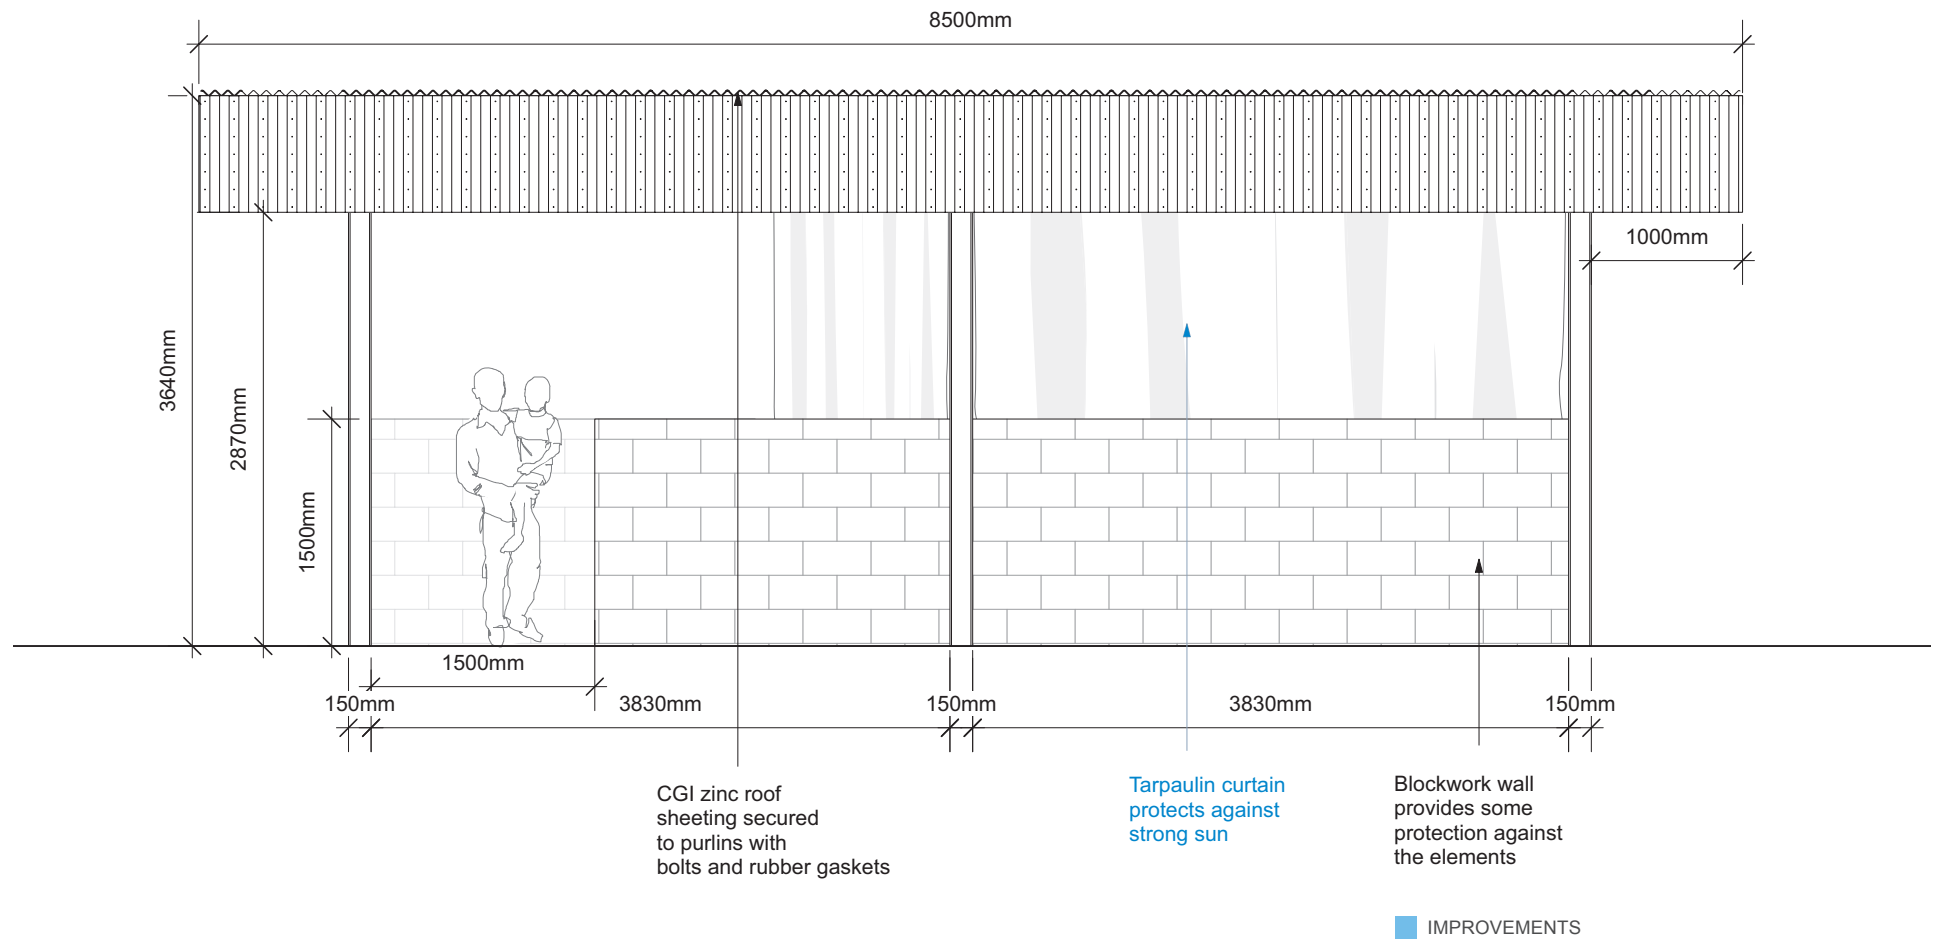 8500mm
1000mm
3640mm
2870mm
1500mm
1500mm
150mm
3830mm
150mm
3830mm
150mm
CGI zinc roof
sheeting secured
to purlins with
bolts and rubber gaskets
Tarpaulin curtain
protects against
strong sun
Blockwork wall
provides some
protection against
the elements
IMPROVEMENTS